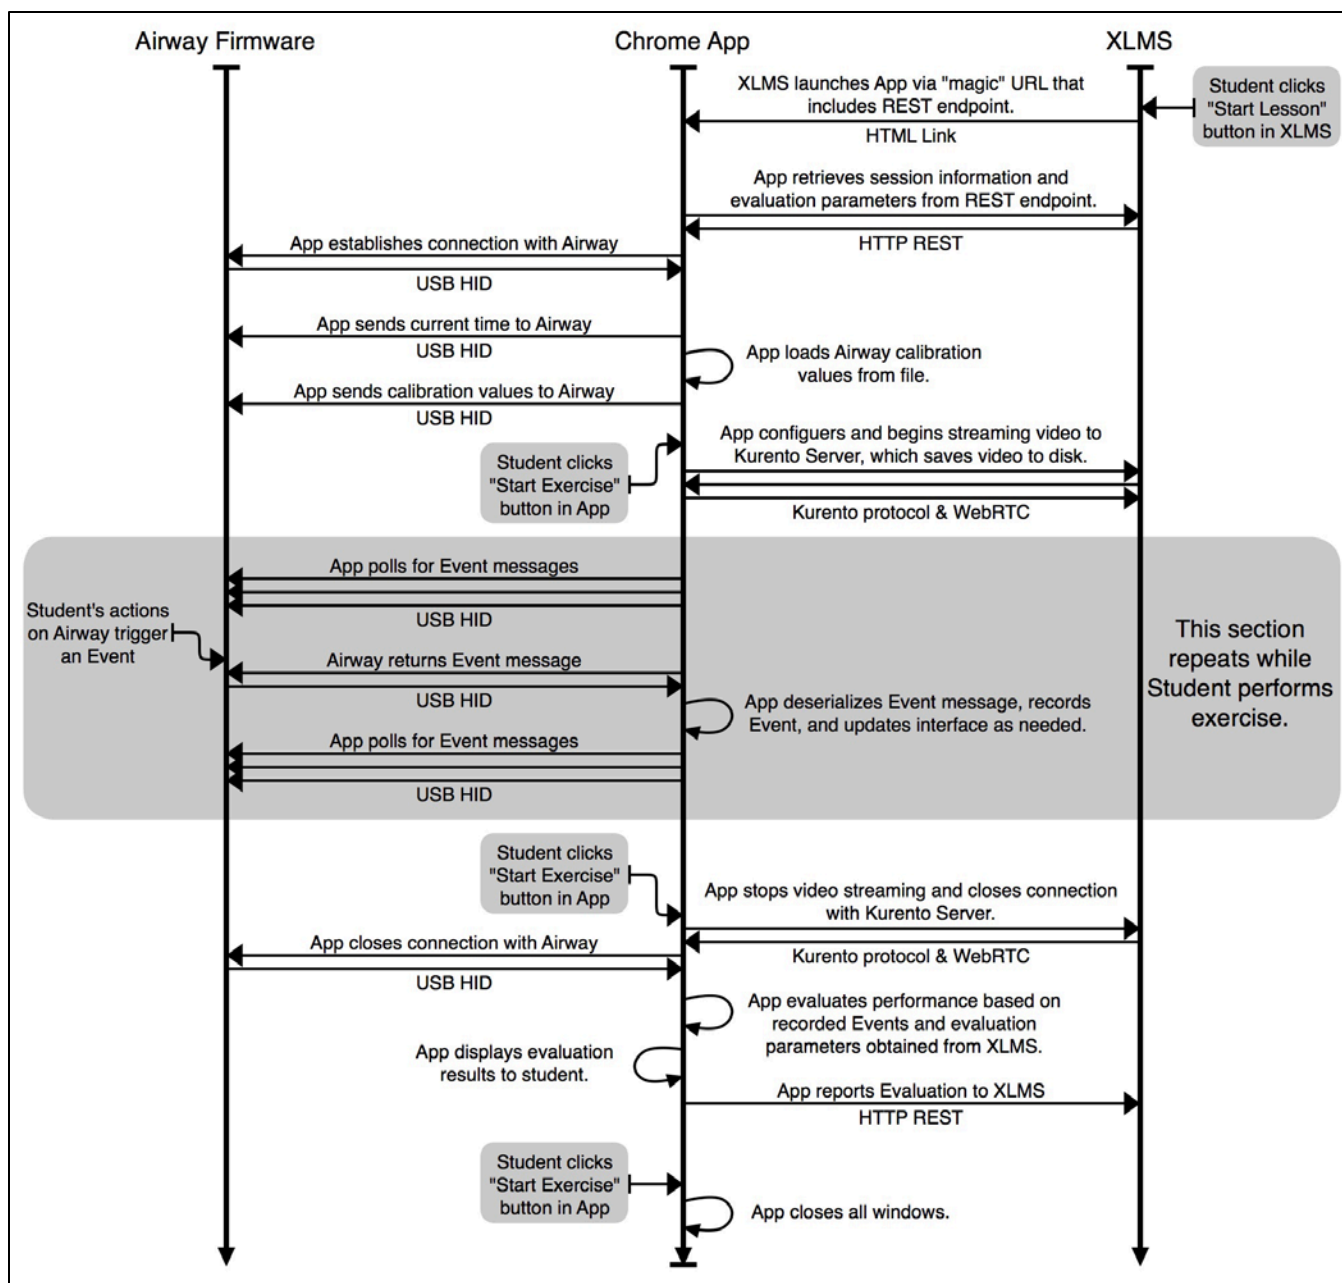 Airway Firmware
Chrome App
XLMS
XLMS launches App via "magic" URL that
includes REST endpoint.
HTML Link
Student clicks
"Start Lesson"
button in XLMS
App retrieves session information and
evaluation parameters from REST endpoint.
HTTP REST
App establishes connection with Airway
USB HID
App sends current time to Airway
USB HID
App loads Airway calibration
values from file.
App sends calibration values to Airway
USB HID
Student clicks
"Start Exercise"
button in App
App configuers and begins streaming video to
Kurento Server, which saves video to disk.
Kurento protocol & WebRTC
App polls for Event messages
USB HID
Student's actions
on Airway trigger
an Event
Airway returns Event message
USB HID
App deserializes Event message, records
Event, and updates interface as needed.
App polls for Event messages
USB HID
This section
repeats while
Student performs
exercise.
Student clicks
"Start Exercise"
button in App
App stops video streaming and closes connection
with Kurento Server.
Kurento protocol & WebRTC
App closes connection with Airway
USB HID
App evaluates performance based on
recorded Events and evaluation
parameters obtained from XLMS.
App displays evaluation
results to student.
App reports Evaluation to XLMS
HTTP REST
Student clicks
"Start Exercise"
button in App
App closes all windows.